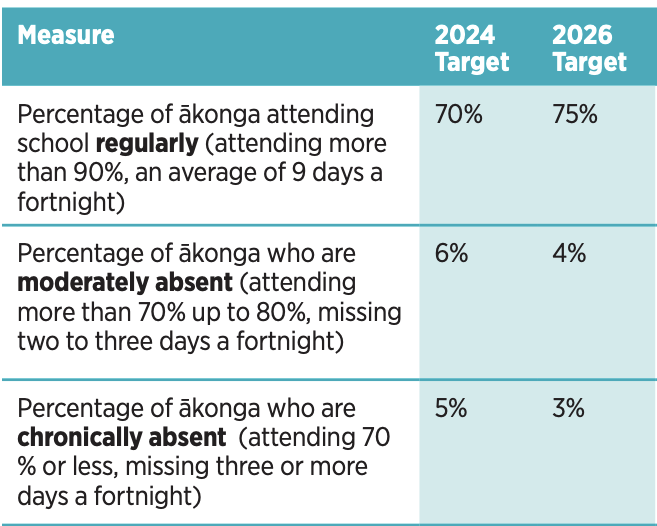 Measure 2024 Target 2026 Target
Percentage of ākonga attending 70% 75%
school regularly (attending more
than 90%, an average of 9 days a
fortnight)
Percentage of ākonga who are 6% 4%
moderately absent (attending
more than 70% up to 80%, missing
two to three days a fortnight)
Percentage of ākonga who are 5% 3%
chronically absent (attending 70
% or less, missing three or more
days a fortnight)